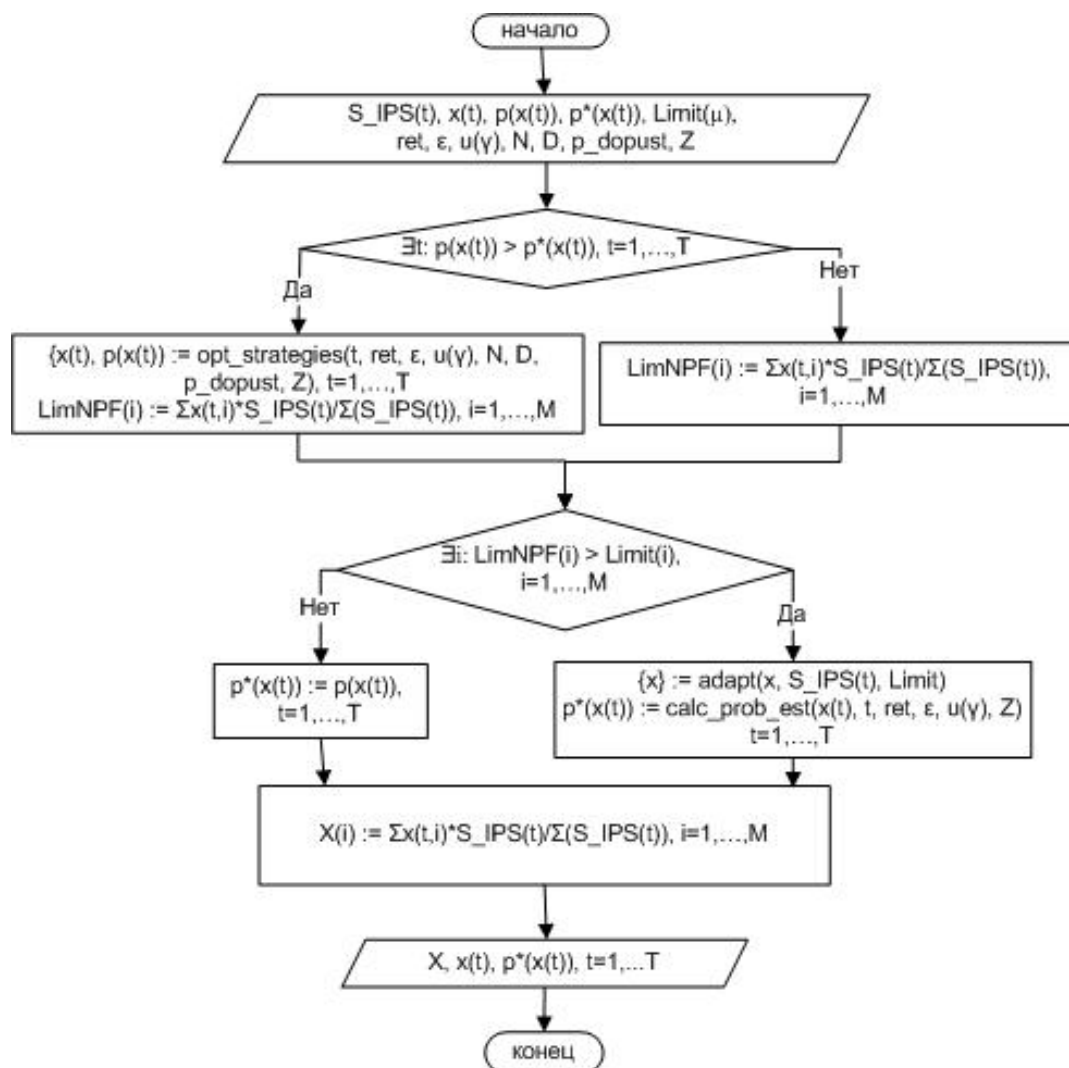 начало
S_IPS(t), x(t), p(x(t)), p*(x(t)), Limit(μ),
ret, ε, u(γ), N, D, p_dopust, Z
∃t: p(x(t)) > p*(x(t)), t=1,…,T
Да
Нет
{x(t), p(x(t)) := opt_strategies(t, ret, ε, u(γ), N, D,
p_dopust, Z), t=1,…,T
LimNPF(i) := Σx(t,i)*S_IPS(t)/Σ(S_IPS(t)), i=1,…,M
LimNPF(i) := Σx(t,i)*S_IPS(t)/Σ(S_IPS(t)),
i=1,…,M
∃i: LimNPF(i) > Limit(i),
i=1,…,M
Нет
Да
p*(x(t)) := p(x(t)),
t=1,…,T
{x} := adapt(x, S_IPS(t), Limit)
p*(x(t)) := calc_prob_est(x(t), t, ret, ε, u(γ), Z)
t=1,…,T
X(i) := Σx(t,i)*S_IPS(t)/Σ(S_IPS(t)), i=1,…,M
X, x(t), p*(x(t)), t=1,...T
конец